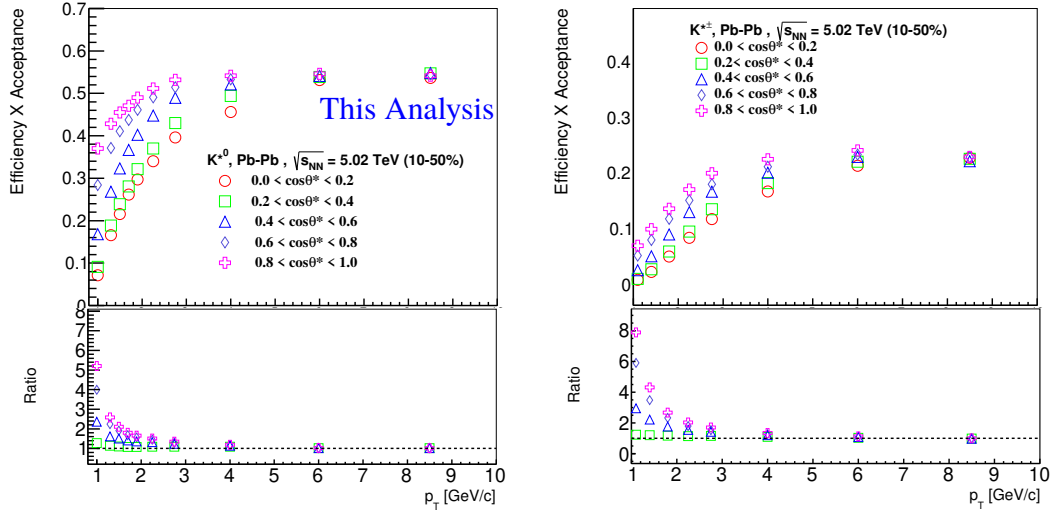 Efficiency X Acceptance
0.7
0.6
0.5
0.4
0.3
0.2
0.1
0
This Analysis
K*0, Pb-Pb , √sNN = 5.02 TeV (10-50%)
0.0 < cosθ* < 0.2
0.2 < cosθ* < 0.4
0.4 < cosθ* < 0.6
0.6 < cosθ* < 0.8
0.8 < cosθ* < 1.0
Ratio
8
7
6
5
4
3
2
1
1 2 3 4 5 6 7 8 9 10
pT [GeV/c]
Efficiency X Acceptance
0.4
0.3
0.2
0.1
0
K*±, Pb-Pb, √sNN = 5.02 TeV (10-50%)
0.0 < cosθ* < 0.2
0.2< cosθ* < 0.4
0.4< cosθ* < 0.6
0.6 < cosθ* < 0.8
0.8 < cosθ* < 1.0
Ratio
8
6
4
2
0
1 2 3 4 5 6 7 8 9 10
pT [GeV/c]